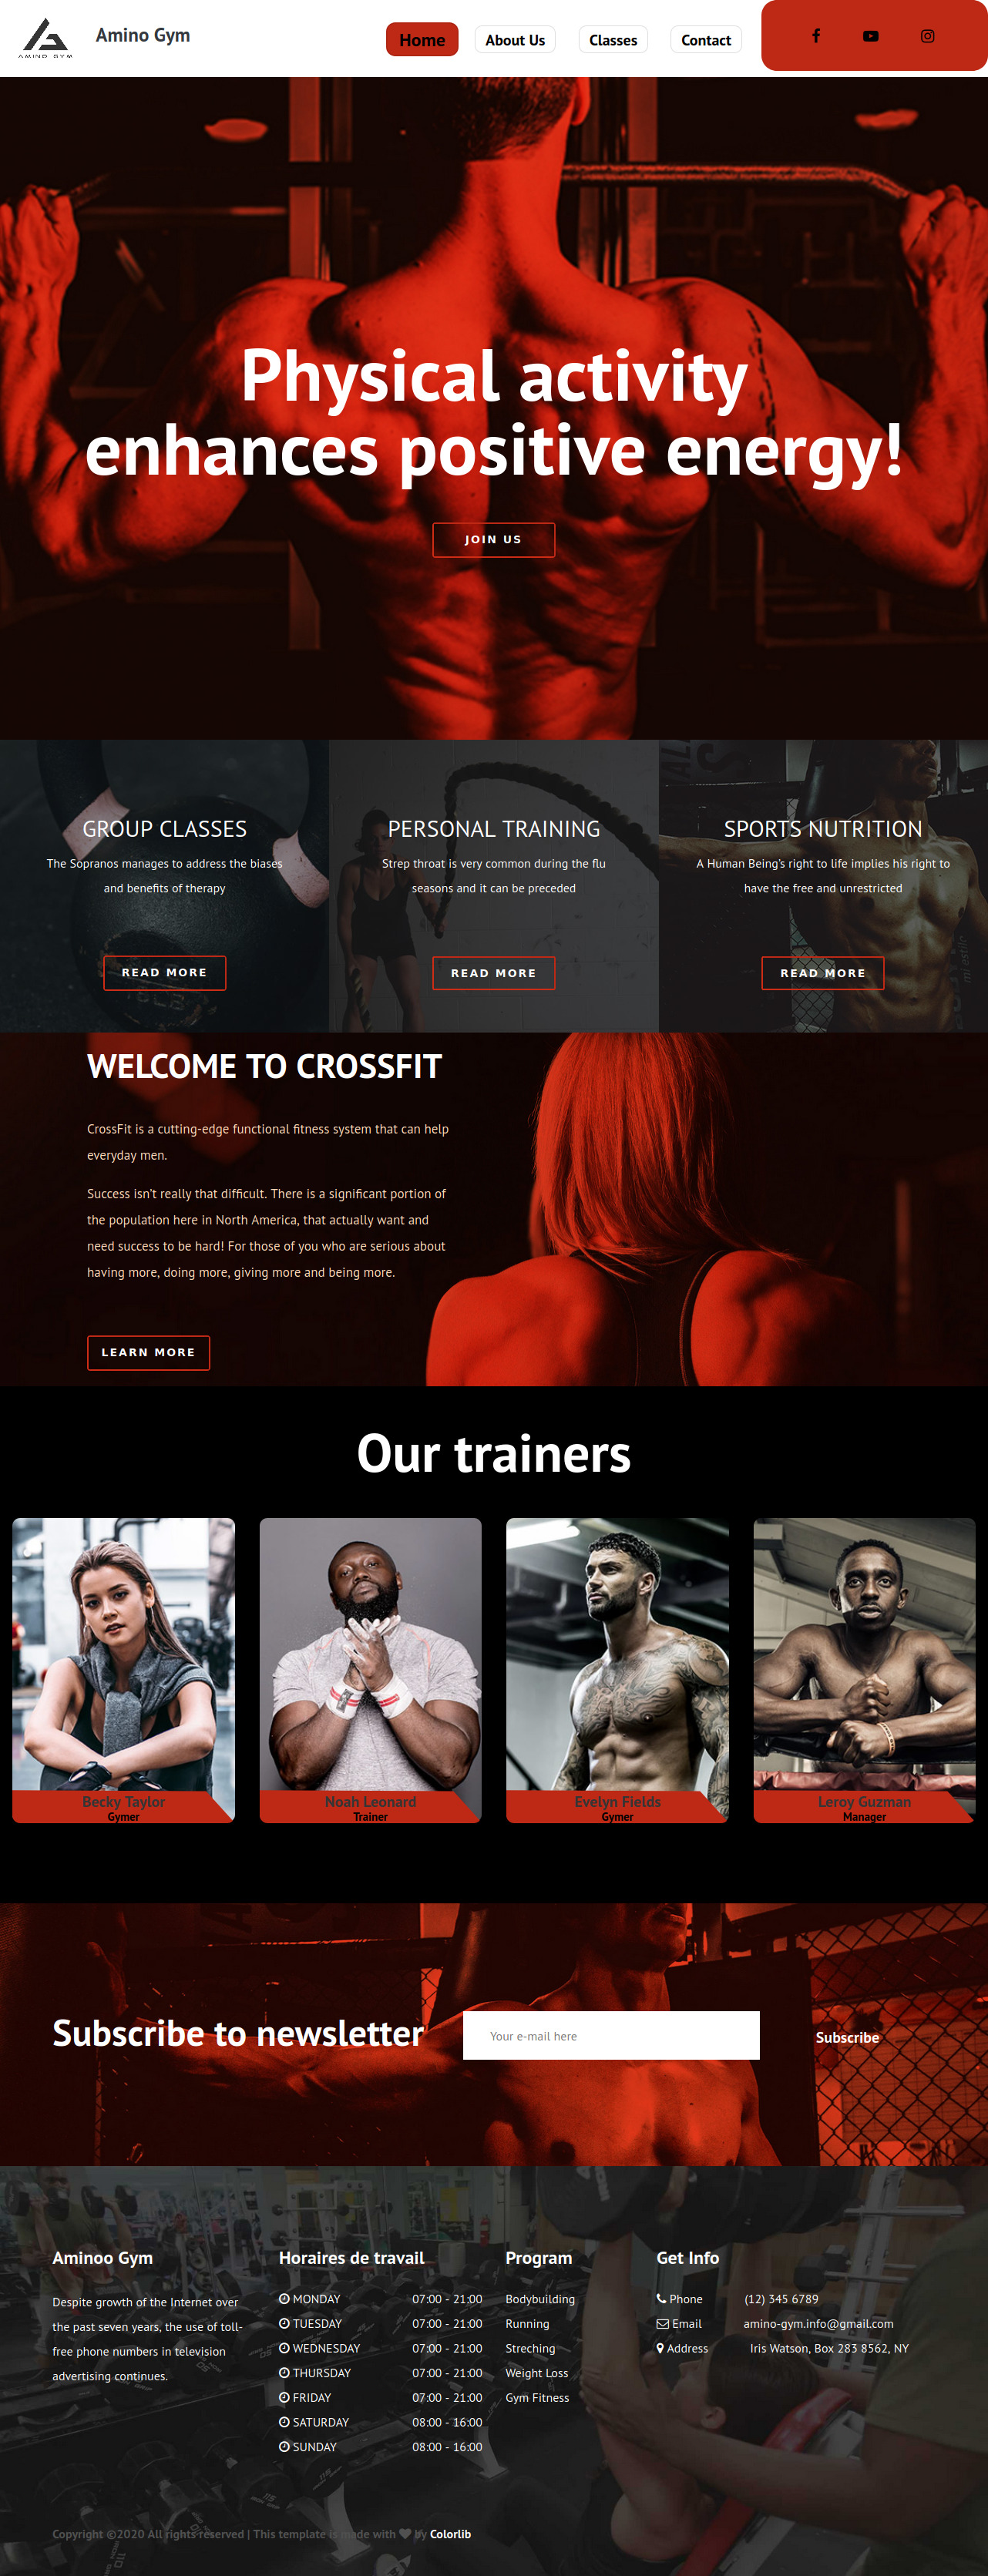 AMINO GYM
Amino Gym
Home
About Us
Classes
Contact
Physical activity
enhances positive energy!
JOIN US
GROUP CLASSES
The Sopranos manages to address the biases
and benefits of therapy
READ MORE
PERSONAL TRAINING
Strep throat is very common during the flu
seasons and it can be preceded
READ MORE
SPORTS NUTRITION
A Human Being's right to life implies his right to
have the free and unrestricted
READ MORE
WELCOME TO CROSSFIT
CrossFit is a cutting-edge functional fitness system that can help
everyday men.
Success isn't really that difficult. There is a significant portion of
the population here in North America, that actually want and
need success to be hard! For those of you who are serious about
having more, doing more, giving more and being more.
LEARN MORE
Our trainers
Becky Taylor
Gymer
Noah Leonard
Trainer
Evelyn Fields
Gymer
Leroy Guzman
Manager
Subscribe to newsletter
Your e-mail here
Subscribe
Aminoo Gym
Despite growth of the Internet over
the past seven years, the use of toll-
free phone numbers in television
advertising continues.
Horaires de travail
MONDAY 07:00 - 21:00
TUESDAY 07:00 - 21:00
WEDNESDAY 07:00 - 21:00
THURSDAY 07:00 - 21:00
FRIDAY 07:00 - 21:00
SATURDAY 08:00 - 16:00
SUNDAY 08:00 - 16:00
Program
Bodybuilding
Running
Streching
Weight Loss
Gym Fitness
Get Info
Phone (12) 345 6789
Email amino-gym.info@gmail.com
Address Iris Watson, Box 283 8562, NY
Copyright ©2020 All rights reserved | This template is made with by Colorlib